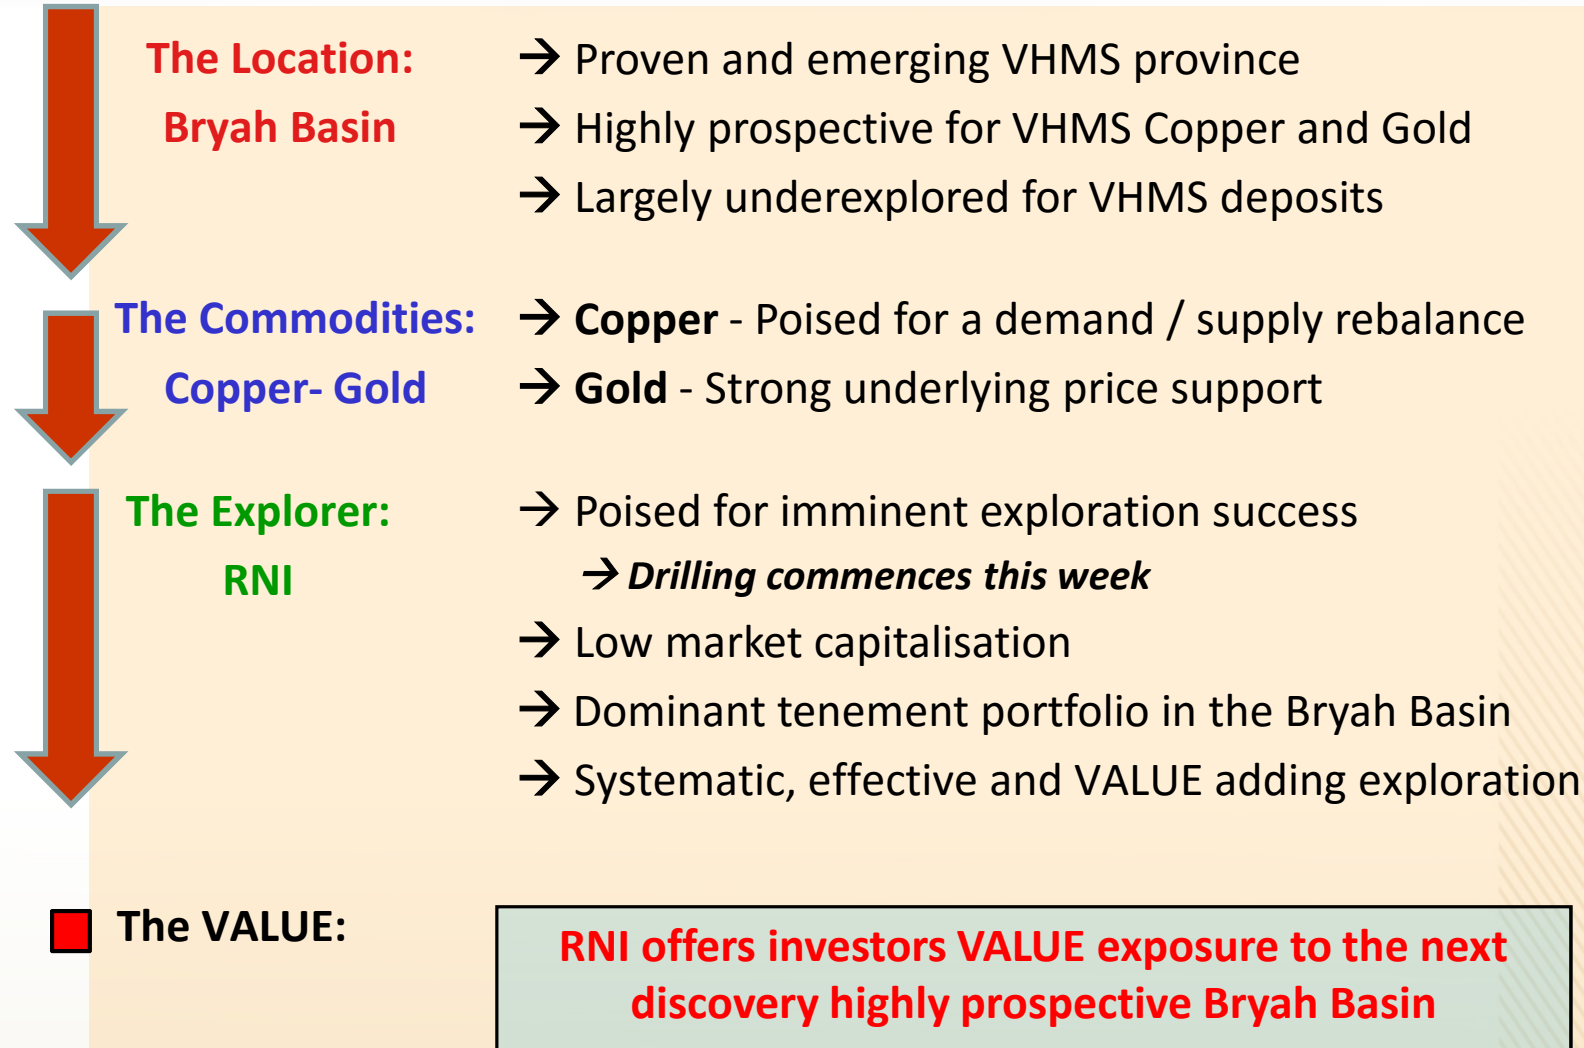 The Location:
→ Proven and emerging VHMS province
Bryah Basin
→ Highly prospective for VHMS Copper and Gold
→ Largely underexplored for VHMS deposits
The Commodities:
→ Copper - Poised for a demand / supply rebalance
Copper- Gold
→ Gold - Strong underlying price support
The Explorer:
→ Poised for imminent exploration success
RNI
→ Drilling commences this week
→ Low market capitalisation
→ Dominant tenement portfolio in the Bryah Basin
→ Systematic, effective and VALUE adding exploration
The VALUE:
RNI offers investors VALUE exposure to the next
discovery highly prospective Bryah Basin